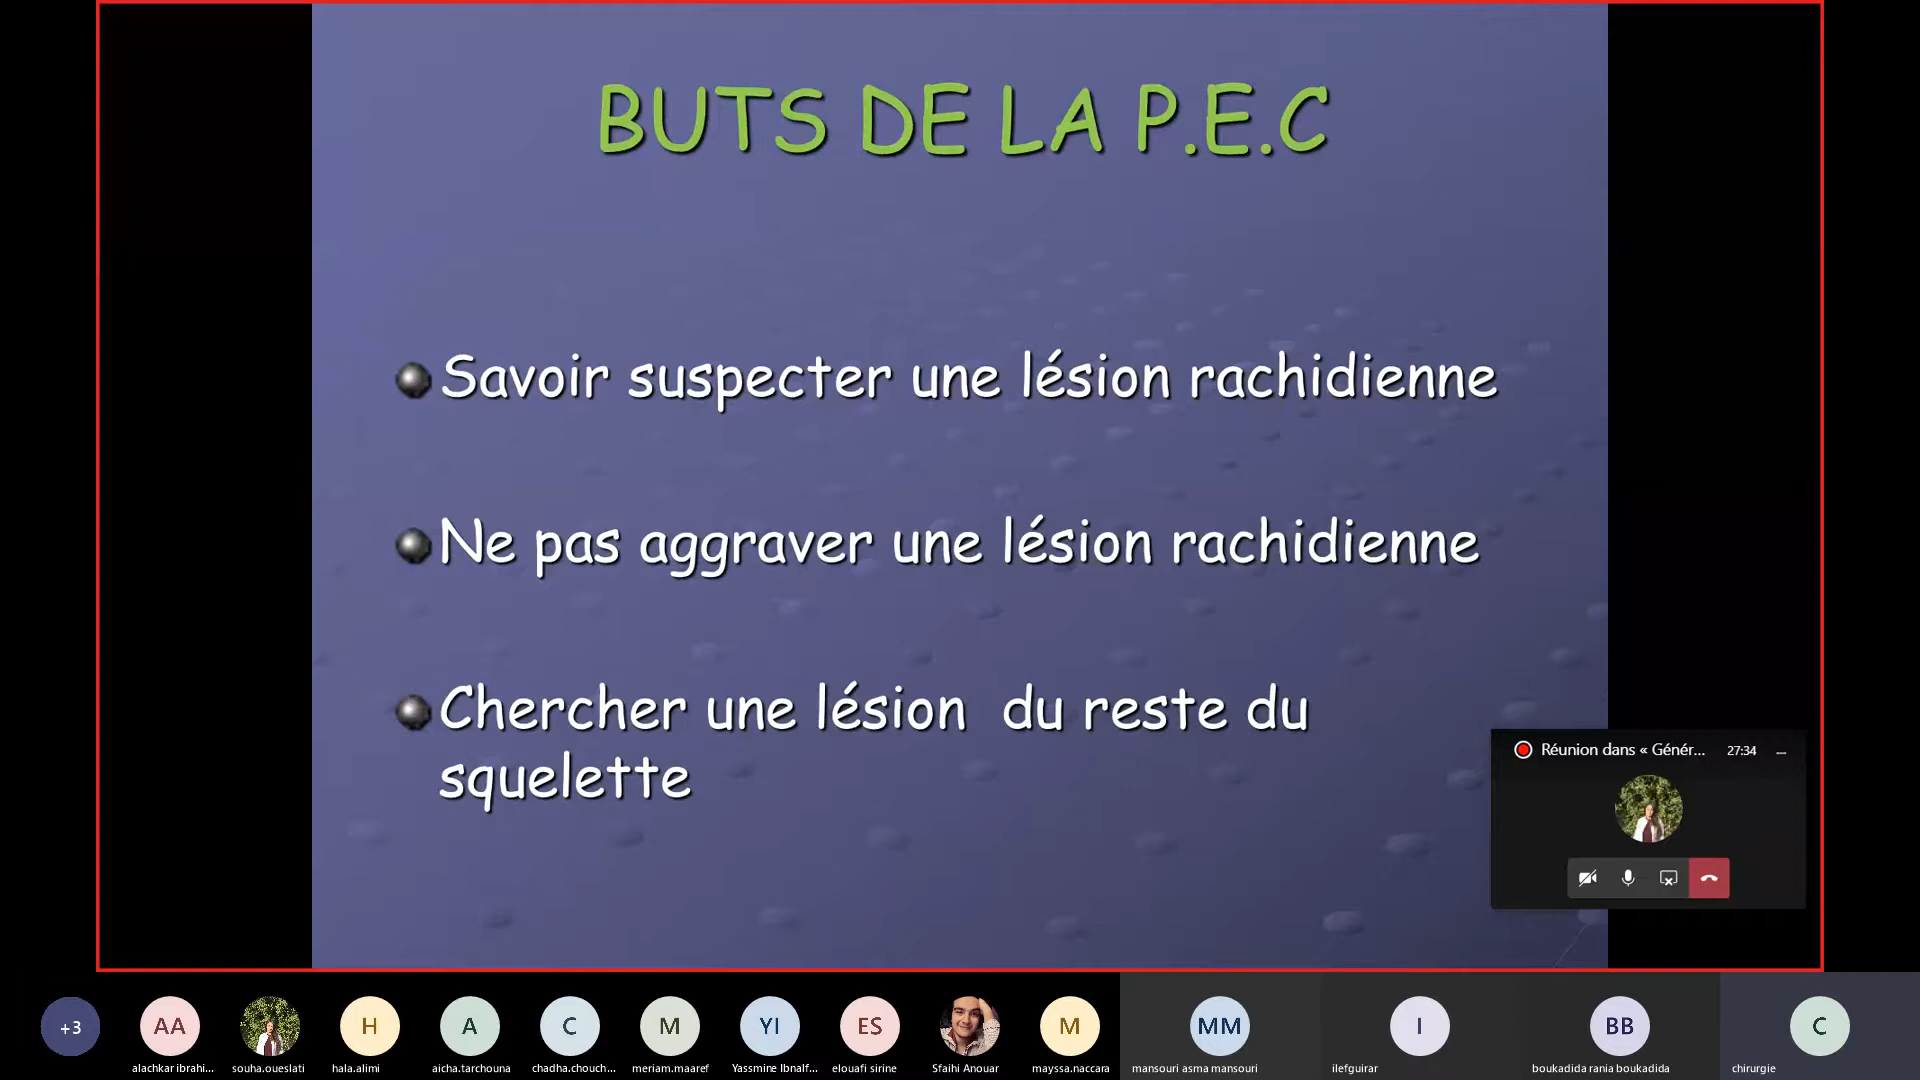 BUTS DE LA P.E.C
Savoir suspecter une lésion rachidienne
Ne pas aggraver une lésion rachidienne
Chercher une lésion du reste du
squelette
Réunion dans « Génér... 27:34
+3 AA H A C M YI ES M MM I BB C
alachkar ibrahi... souha.oueslati hala.alimi aicha.tarchouna chadha.chouch... meriam.maaref Yassmine Ibnalf... elouafi sirine Sfaihi Anouar mayssa.naccara mansouri asma mansouri ilefguirar boukadida rania boukadida chirurgie